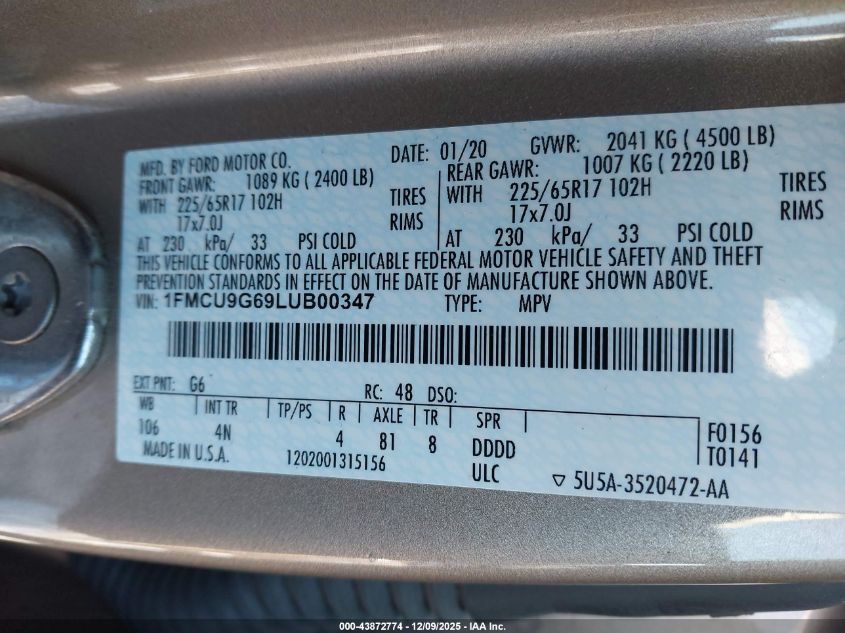 MFD. BY FORD MOTOR CO.
DATE: 01/20 GVWR: 2041 KG ( 4500 LB)
FRONT GAWR: 1089 KG ( 2400 LB)
WITH 225/65R17 102H TIRES
17x7.0J RIMS
AT 230 kPa/ 33 PSI COLD
REAR GAWR: 1007 KG ( 2220 LB)
WITH 225/65R17 102H TIRES
17x7.0J RIMS
AT 230 kPa/ 33 PSI COLD
THIS VEHICLE CONFORMS TO ALL APPLICABLE FEDERAL MOTOR VEHICLE SAFETY AND THEFT
PREVENTION STANDARDS IN EFFECT ON THE DATE OF MANUFACTURE SHOWN ABOVE.
VIN: 1FMCU9G69LUB00347 TYPE: MPV
EXT PNT: G6 RC: 48 DSO:
WB INT TR TP/PS R AXLE TR SPR
106 4N 4 81 8 DDDD
F0156
T0141
MADE IN U.S.A. 1202001315156 ULC
▽ 5U5A-3520472-AA
000-43872774 | 12/09/2025 - IAA Inc.